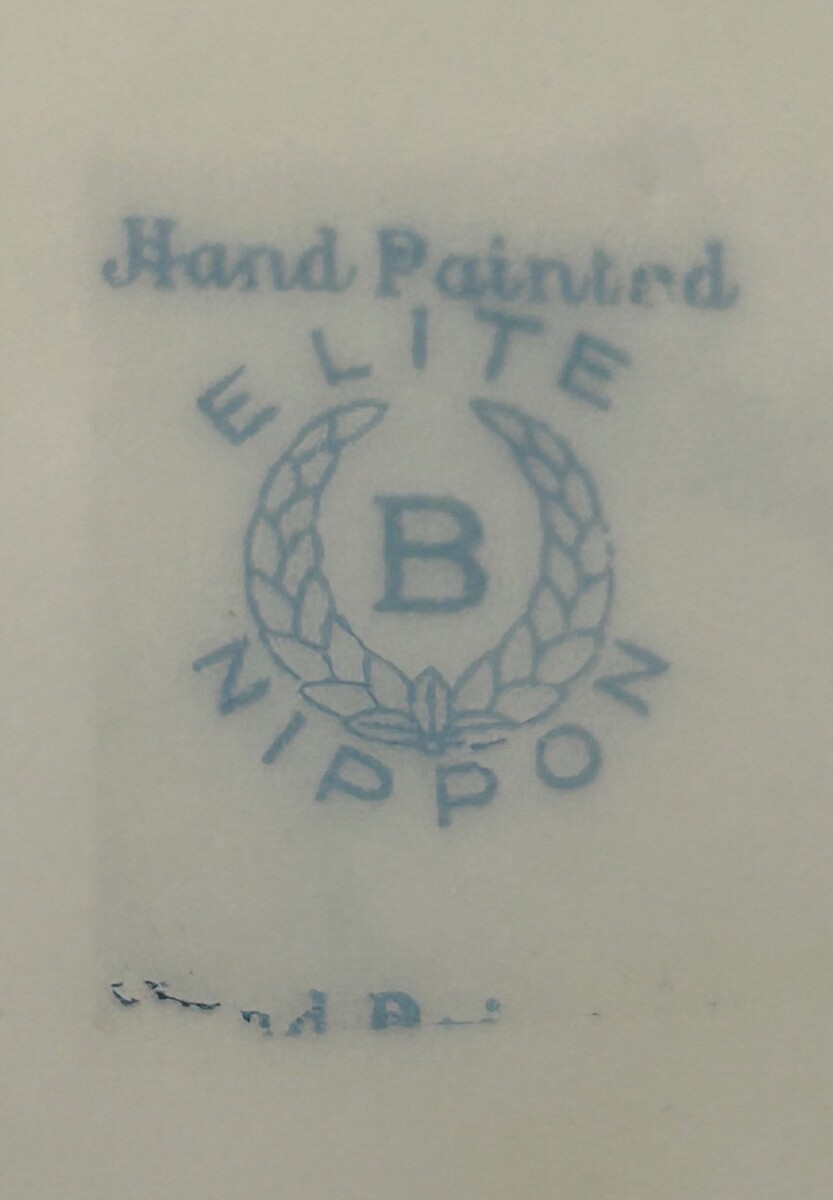 Hand Painted
ELITE
B
NIPPON